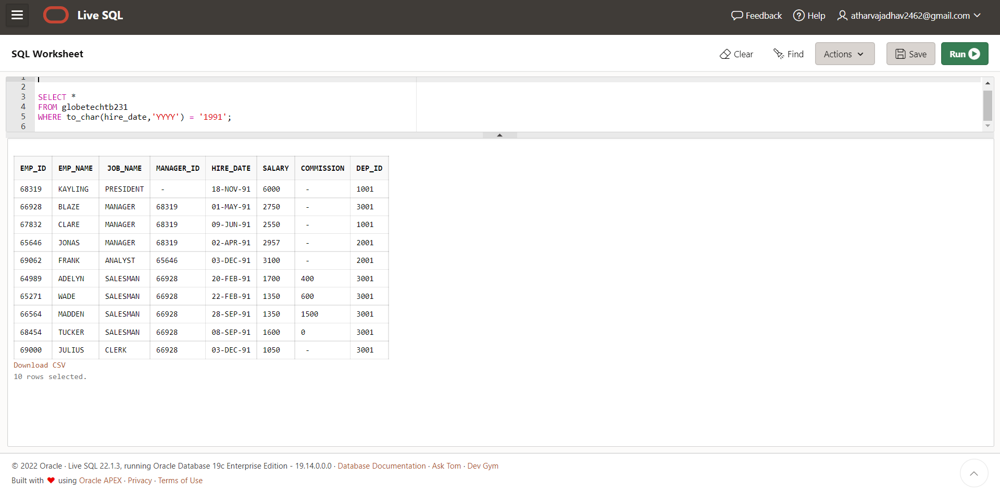 Live SQL
Feedback Help atharvajadhav2462@gmail.com
SQL Worksheet
Clear Find Actions Save Run
1
2
3 SELECT *
4 FROM globetechtb231
5 WHERE to_char(hire_date,'YYYY') = '1991';
6
EMP_ID EMP_NAME JOB_NAME MANAGER_ID HIRE_DATE SALARY COMMISSION DEP_ID
68319 KAYLING PRESIDENT - 18-NOV-91 6000 - 1001
66928 BLAZE MANAGER 68319 01-MAY-91 2750 - 3001
67832 CLARE MANAGER 68319 09-JUN-91 2550 - 1001
65646 JONAS MANAGER 68319 02-APR-91 2957 - 2001
69062 FRANK ANALYST 65646 03-DEC-91 3100 - 2001
64989 ADELYN SALESMAN 66928 20-FEB-91 1700 400 3001
65271 WADE SALESMAN 66928 22-FEB-91 1350 600 3001
66564 MADDEN SALESMAN 66928 28-SEP-91 1350 1500 3001
68454 TUCKER SALESMAN 66928 08-SEP-91 1600 0 3001
69000 JULIUS CLERK 66928 03-DEC-91 1050 - 3001
Download CSV
10 rows selected.
© 2022 Oracle · Live SQL 22.1.3, running Oracle Database 19c Enterprise Edition - 19.14.0.0.0 · Database Documentation · Ask Tom · Dev Gym
Built with ♥ using Oracle APEX · Privacy · Terms of Use